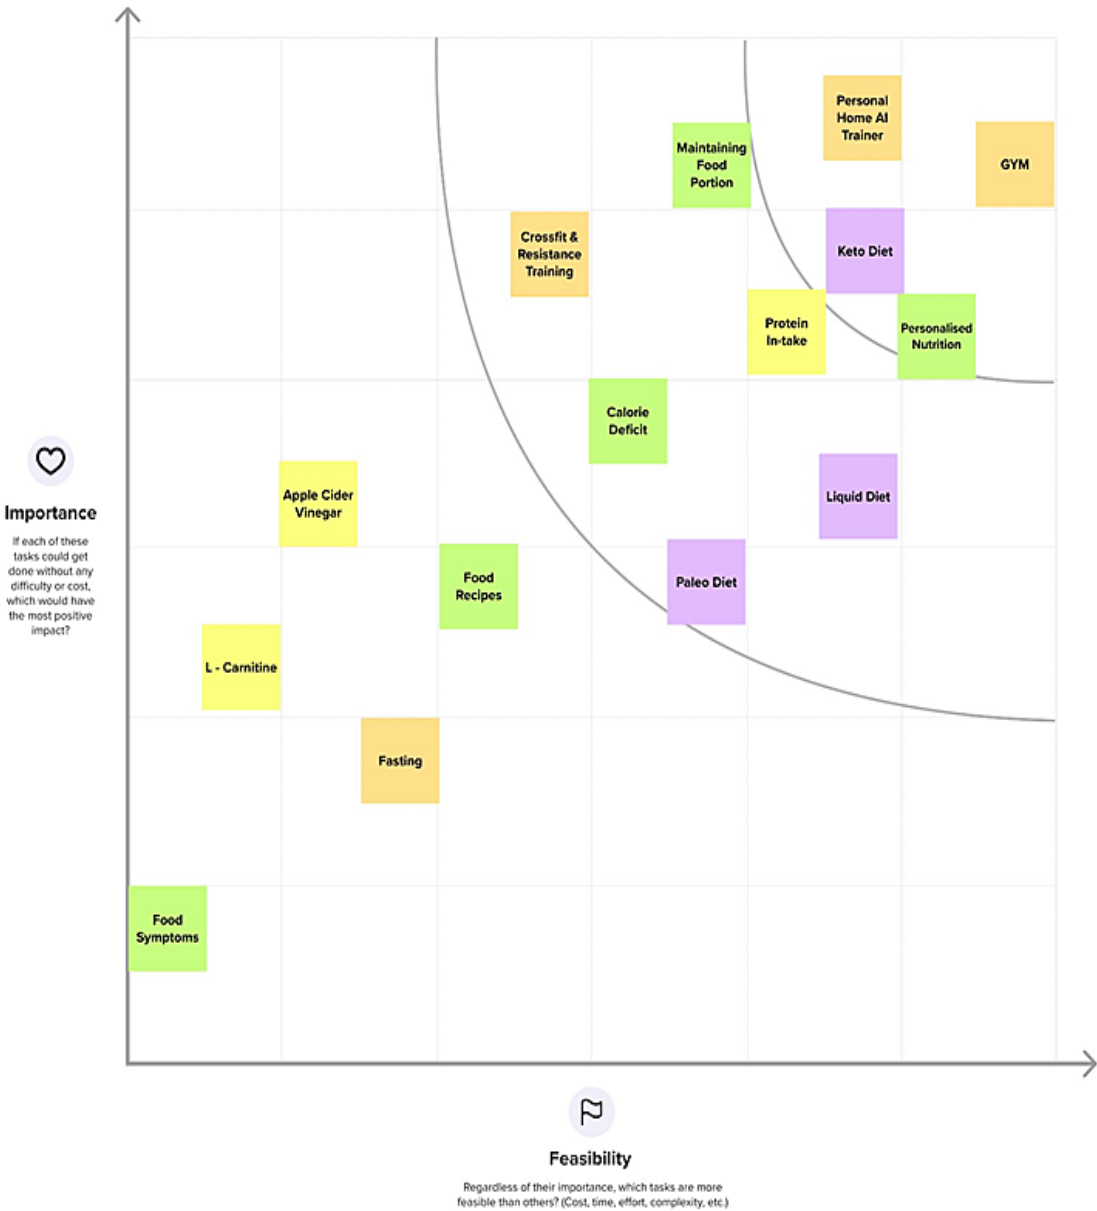 Personal
Home AI
Trainer
GYM
Maintaining
Food
Portion
Crossfit &
Resistance
Training
Keto Diet
Protein
In-take
Personalised
Nutrition
Calorie
Deficit
Apple Cider
Vinegar
Liquid Diet
Importance
If each of these
tasks could get
done without any
difficulty or cost,
which would have
the most positive
impact?
Food
Recipes
Paleo Diet
L - Carnitine
Fasting
Food
Symptoms
Feasibility
Regardless of their importance, which tasks are more
feasible than others? (Cost, time, effort, complexity, etc.)